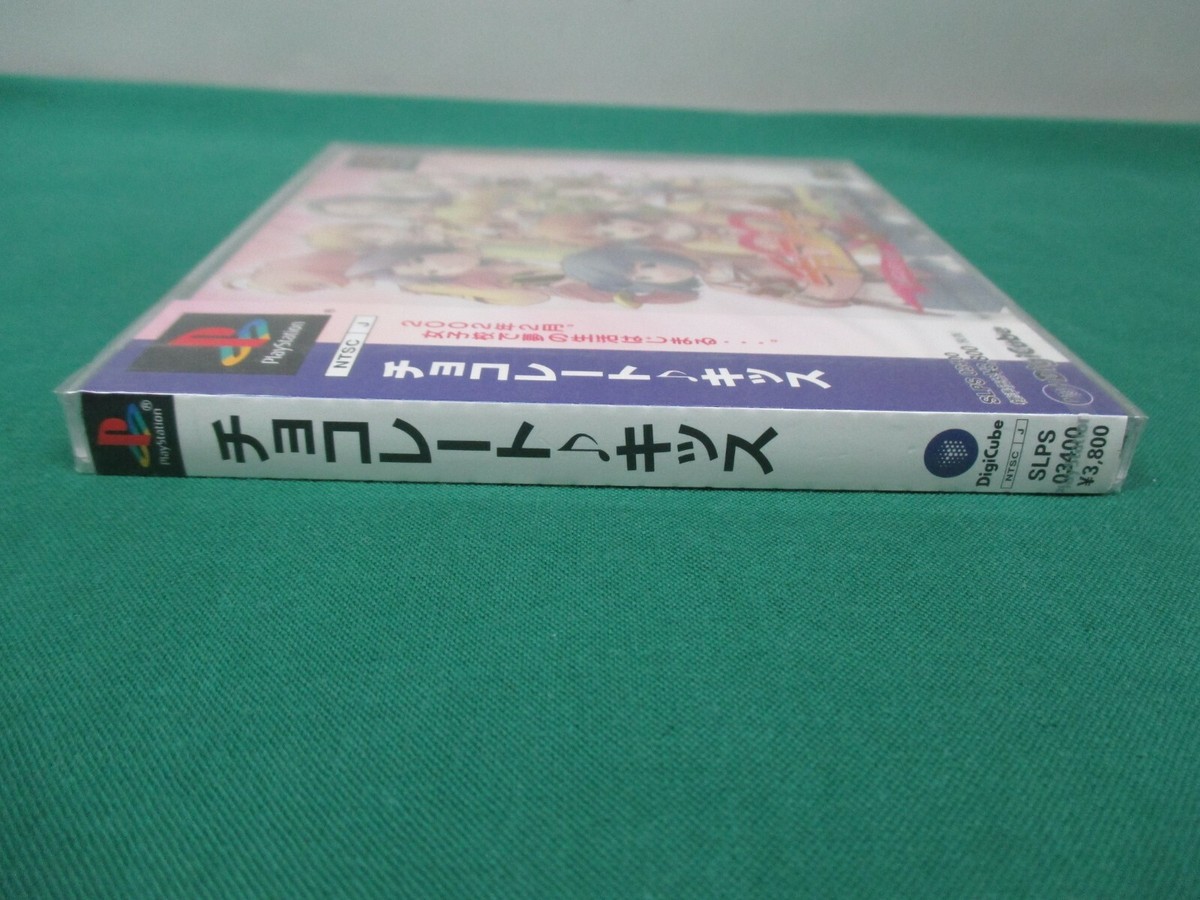 PlayStation
NTSC J
2002年2月、
女子校で夢の生活はじまる・・・。
チョコレート♪キッス
PlayStation
チョコレート♪キッス
DigiCube
NTSC J
SLPS
03400
¥3,800